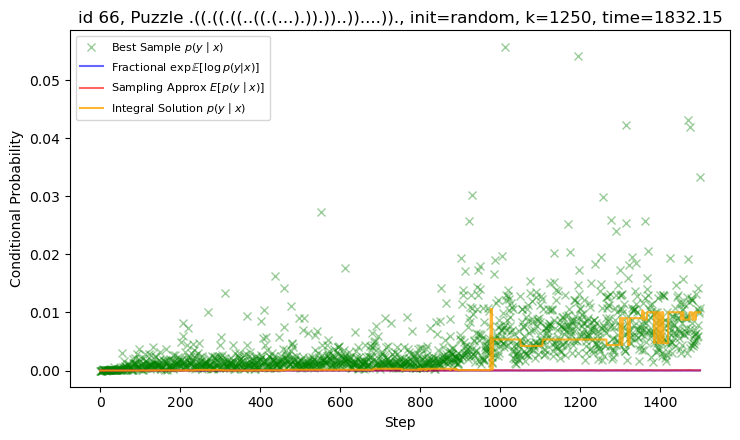 id 66, Puzzle .((.((.((..((.(...).)).))..))....))., init=random, k=1250, time=1832.15
Best Sample p(y | x)
Fractional exp𝔼[log p(y|x)]
Sampling Approx E[p(y | x)]
Integral Solution p(y | x)
Conditional Probability
0.05
0.04
0.03
0.02
0.01
0.00
0 200 400 600 800 1000 1200 1400
Step